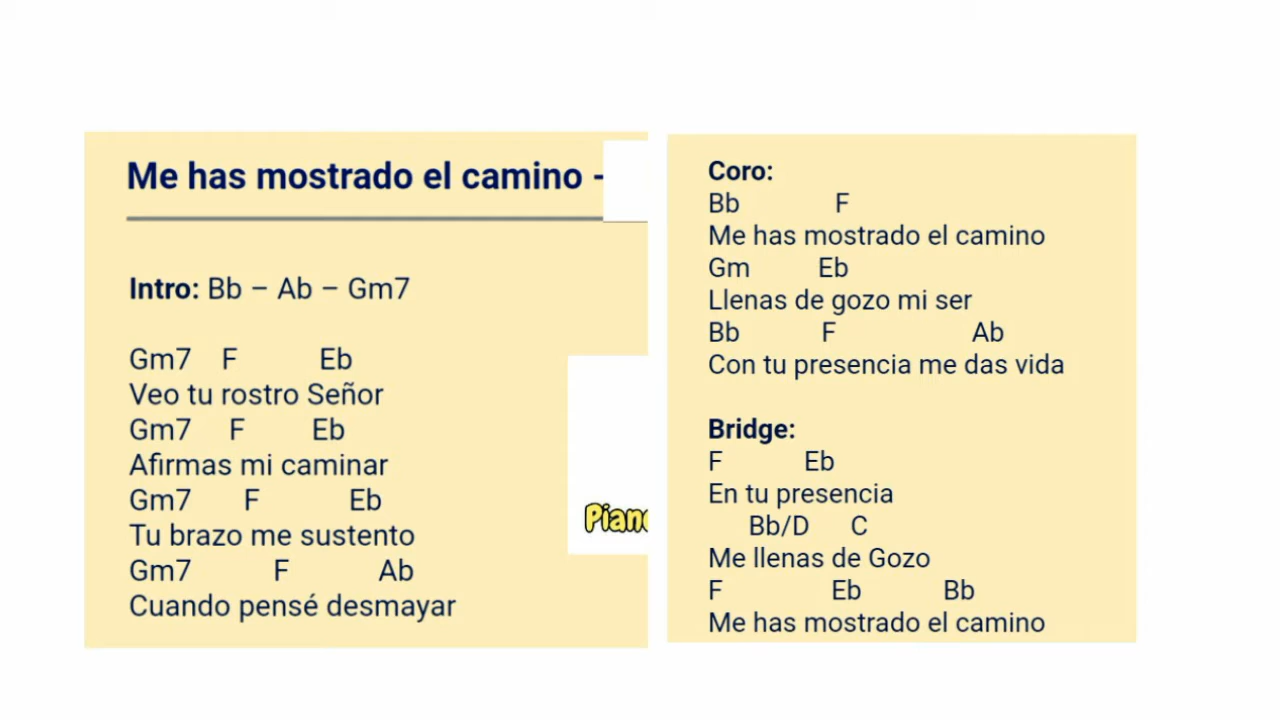 Me has mostrado el camino -
Intro: Bb – Ab – Gm7
Gm7 F Eb
Veo tu rostro Señor
Gm7 F Eb
Afirmas mi caminar
Gm7 F Eb
Tu brazo me sustento
Gm7 F Ab
Cuando pensé desmayar
Coro:
Bb F
Me has mostrado el camino
Gm Eb
Llenas de gozo mi ser
Bb F Ab
Con tu presencia me das vida
Bridge:
F Eb
En tu presencia
Bb/D C
Me llenas de Gozo
F Eb Bb
Me has mostrado el camino